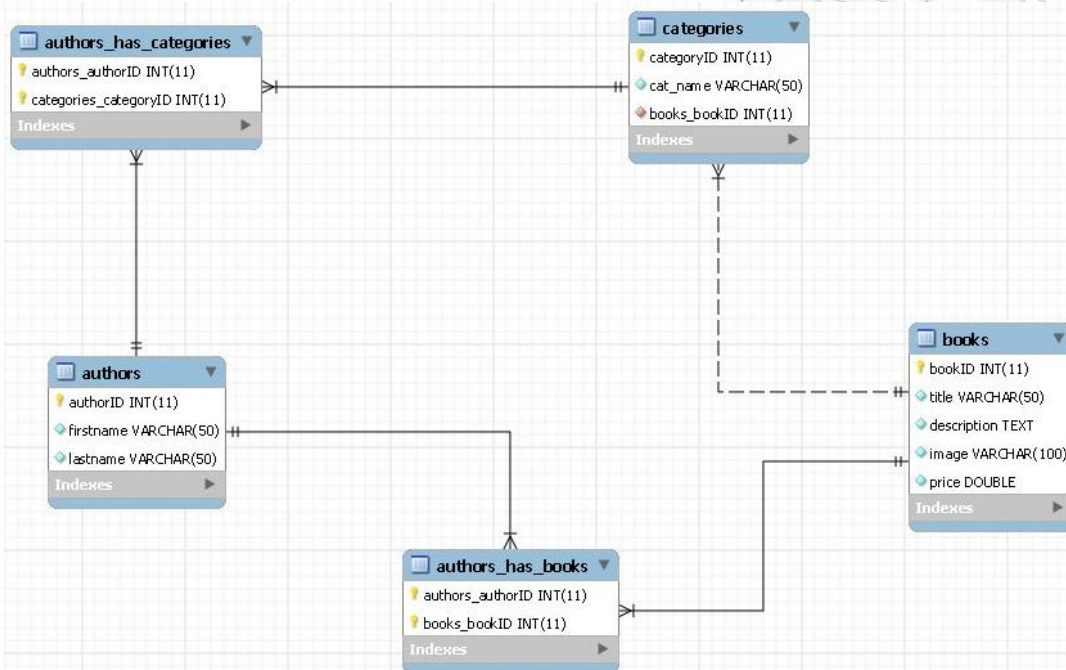 authors_has_categories
authors_authorID INT(11)
categories_categoryID INT(11)
Indexes
categories
categoryID INT(11)
cat_name VARCHAR(50)
books_bookID INT(11)
Indexes
authors
authorID INT(11)
firstname VARCHAR(50)
lastname VARCHAR(50)
Indexes
books
bookID INT(11)
title VARCHAR(50)
description TEXT
image VARCHAR(100)
price DOUBLE
Indexes
authors_has_books
authors_authorID INT(11)
books_bookID INT(11)
Indexes